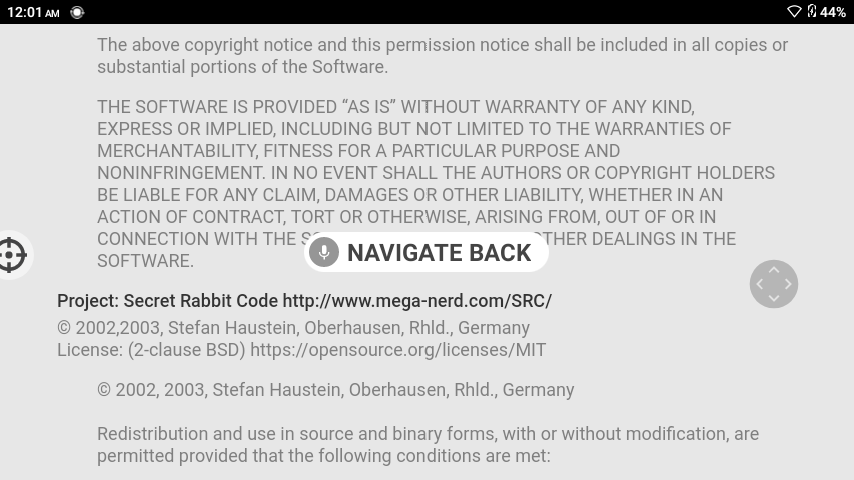 12:01 AM
44%
The above copyright notice and this permission notice shall be included in all copies or
substantial portions of the Software.
THE SOFTWARE IS PROVIDED “AS IS” WITHOUT WARRANTY OF ANY KIND,
EXPRESS OR IMPLIED, INCLUDING BUT NOT LIMITED TO THE WARRANTIES OF
MERCHANTABILITY, FITNESS FOR A PARTICULAR PURPOSE AND
NONINFRINGEMENT. IN NO EVENT SHALL THE AUTHORS OR COPYRIGHT HOLDERS
BE LIABLE FOR ANY CLAIM, DAMAGES OR OTHER LIABILITY, WHETHER IN AN
ACTION OF CONTRACT, TORT OR OTHERWISE, ARISING FROM, OUT OF OR IN
CONNECTION WITH THE DEALINGS IN THE
NAVIGATE BACK
SOFTWARE.
Project: Secret Rabbit Code http://www.mega-nerd.com/SRC/
© 2002,2003, Stefan Haustein, Oberhausen, Rhld., Germany
License: (2-clause BSD) https://opensource.org/licenses/MIT
© 2002, 2003, Stefan Haustein, Oberhausen, Rhld., Germany
Redistribution and use in source and binary forms, with or without modification, are
permitted provided that the following conditions are met: